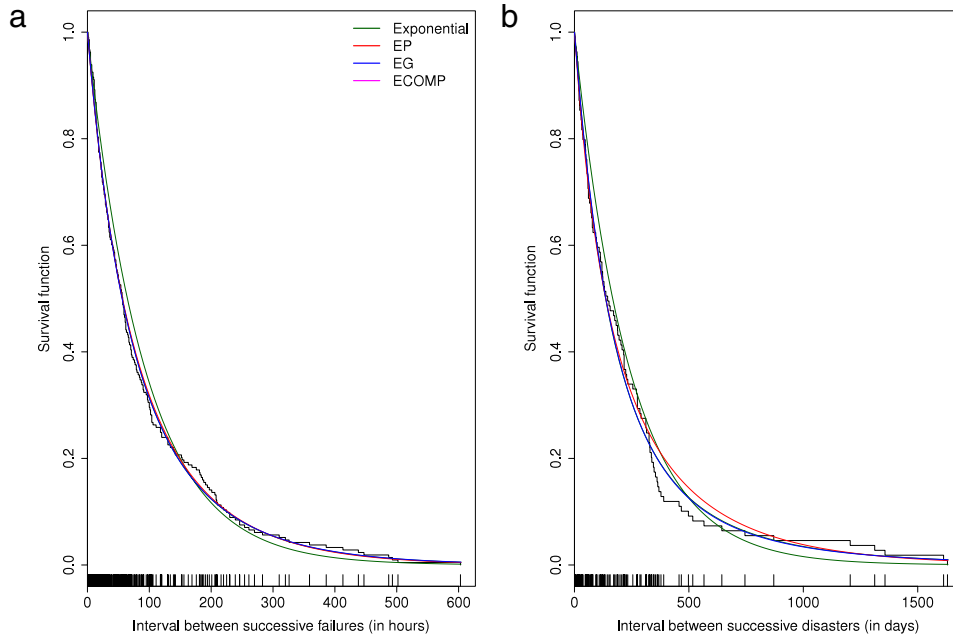 a
Exponential
EP
EG
ECOMP
Survival function
1.0
0.8
0.6
0.4
0.2
0.0
0 100 200 300 400 500 600
Interval between successive failures (in hours)
b
Survival function
1.0
0.8
0.6
0.4
0.2
0.0
0 500 1000 1500
Interval between successive disasters (in days)